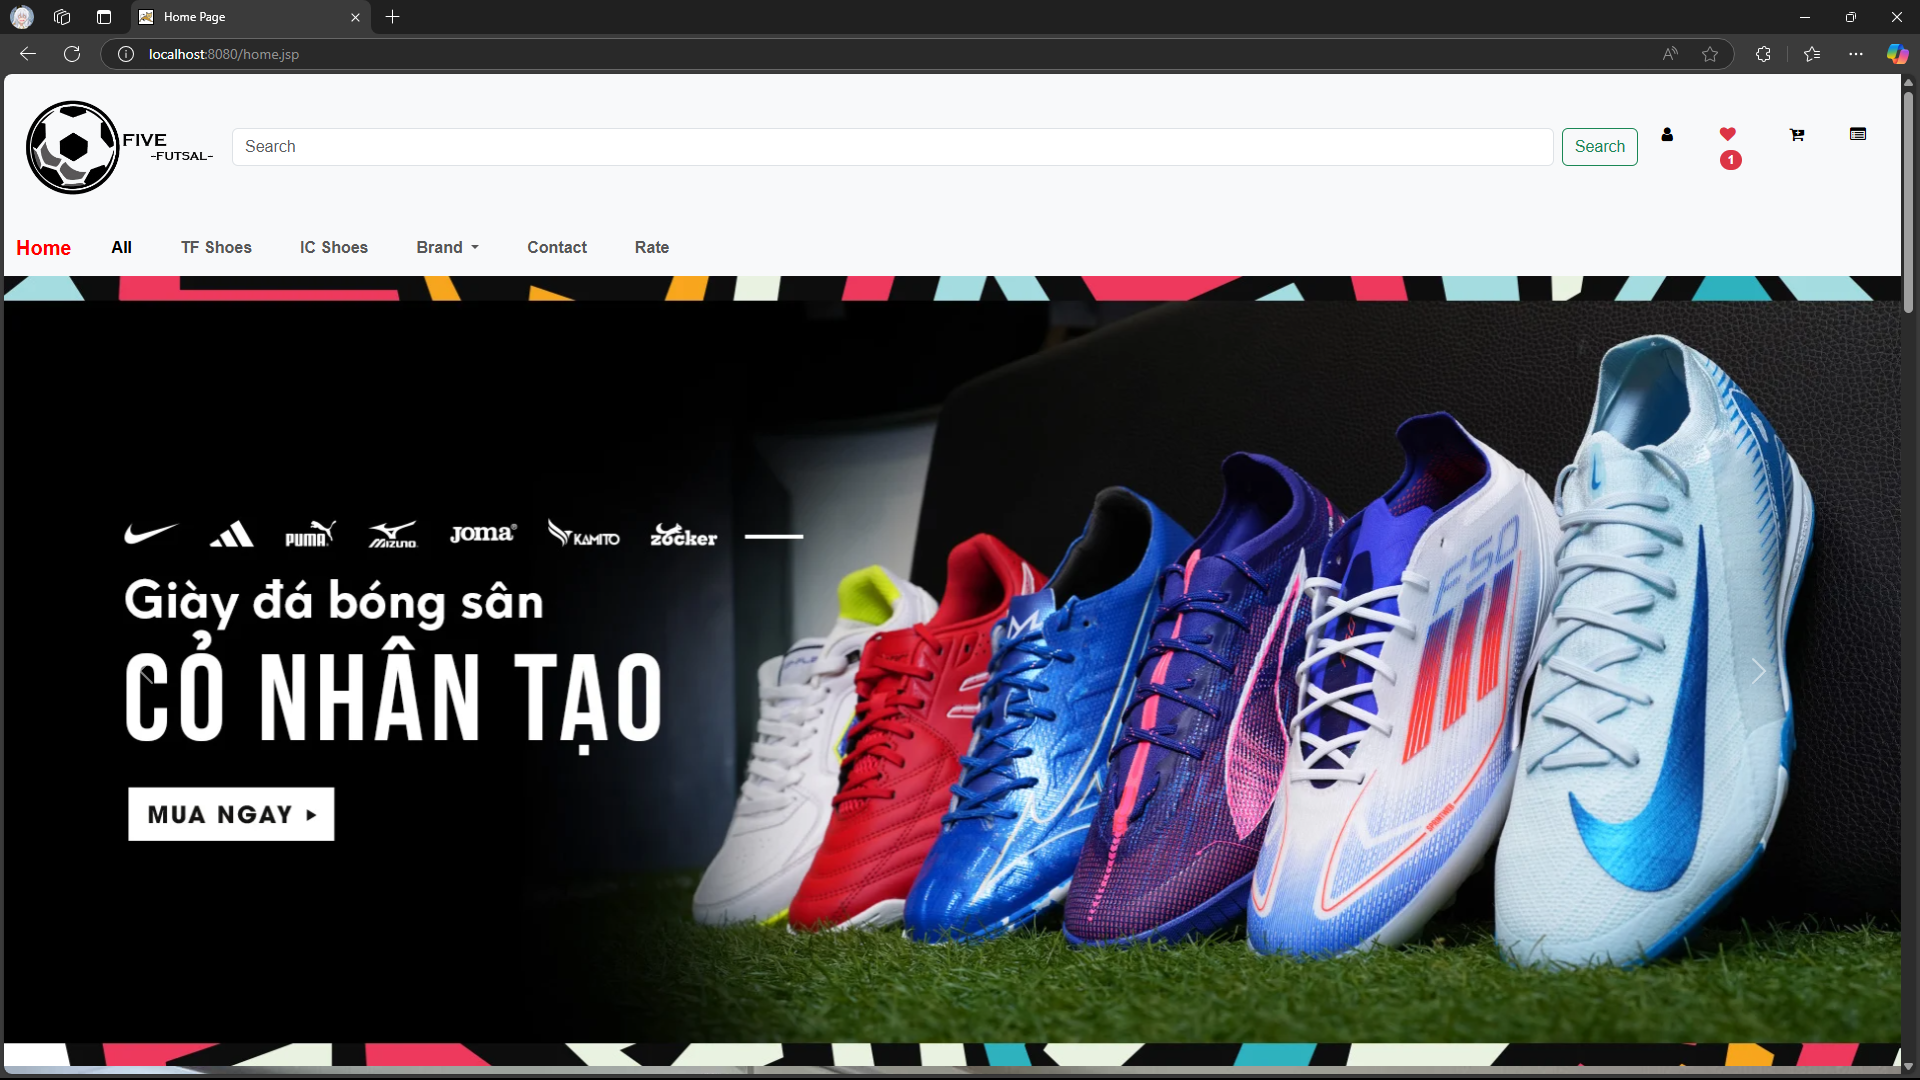 Home Page
localhost:8080/home.jsp
FIVE
-FUTSAL-
Search
Search
1
Home All TF Shoes IC Shoes Brand Contact Rate
PUMA MIZUNO JOMA KAMITO zocker
Giày đá bóng sân
CỎ NHÂN TẠO
MUA NGAY
F50